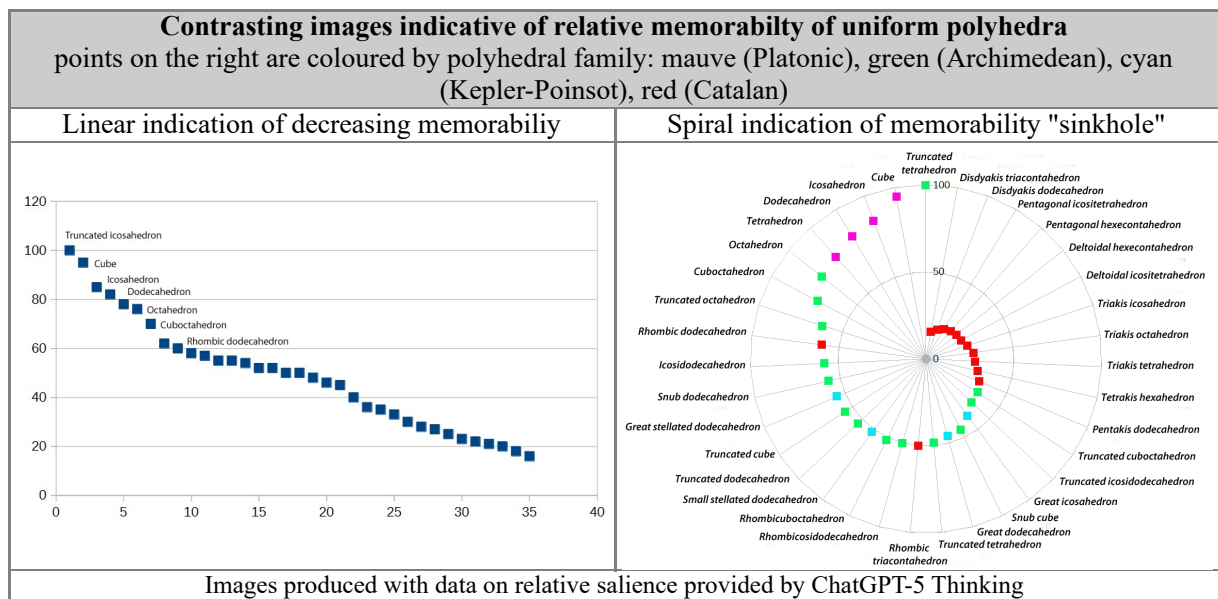 Contrasting images indicative of relative memorabilty of uniform polyhedra
points on the right are coloured by polyhedral family: mauve (Platonic), green (Archimedean), cyan
(Kepler-Poinsot), red (Catalan)
Linear indication of decreasing memorabiliy
120
100
80
60
40
20
0
0
5
10
15
20
25
30
35
40
Truncated icosahedron
Cube
Icosahedron
Dodecahedron
Octahedron
Cuboctahedron
Rhombic dodecahedron
Spiral indication of memorability "sinkhole"
Truncated
tetrahedron
Disdyakis triacontahedron
Disdyakis dodecahedron
Pentagonal icositetrahedron
Pentagonal hexecontahedron
Deltoidal hexecontahedron
Deltoidal icositetrahedron
Triakis icosahedron
Triakis octahedron
Triakis tetrahedron
Tetrakis hexahedron
Pentakis dodecahedron
Truncated cuboctahedron
Truncated icosidodecahedron
Great icosahedron
Snub cube
Great dodecahedron
Truncated tetrahedron
Rhombic
triacontahedron
Rhombicosidodecahedron
Rhombicuboctahedron
Small stellated dodecahedron
Truncated dodecahedron
Truncated cube
Great stellated dodecahedron
Snub dodecahedron
Icosidodecahedron
Rhombic dodecahedron
Truncated octahedron
Cuboctahedron
Octahedron
Tetrahedron
Dodecahedron
Icosahedron
Cube
100
50
0
Images produced with data on relative salience provided by ChatGPT-5 Thinking